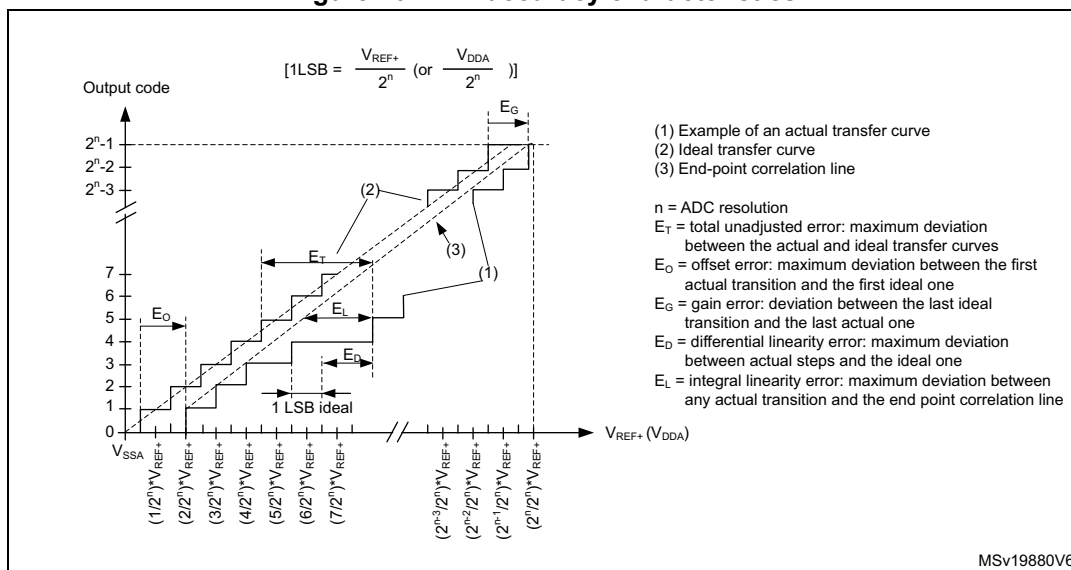 [1LSB = V_REF+ / 2^n (or V_DDA / 2^n )]
Output code
E_G
2^n-1
2^n-2
2^n-3
(1) Example of an actual transfer curve
(2) Ideal transfer curve
(3) End-point correlation line
n = ADC resolution
E_T = total unadjusted error: maximum deviation
between the actual and ideal transfer curves
E_O = offset error: maximum deviation between the first
actual transition and the first ideal one
E_G = gain error: deviation between the last ideal
transition and the last actual one
E_D = differential linearity error: maximum deviation
between actual steps and the ideal one
E_L = integral linearity error: maximum deviation between
any actual transition and the end point correlation line
(2)
(3)
(1)
7
6
5
4
3
2
1
0
E_T
E_O
E_L
E_D
1 LSB ideal
V_SSA
V_REF+ (V_DDA)
(1/2^n)*V_REF+
(2/2^n)*V_REF+
(3/2^n)*V_REF+
(4/2^n)*V_REF+
(5/2^n)*V_REF+
(6/2^n)*V_REF+
(7/2^n)*V_REF+
(2^n-3/2^n)*V_REF+
(2^n-2/2^n)*V_REF+
(2^n-1/2^n)*V_REF+
(2^n/2^n)*V_REF+
MSv19880V6